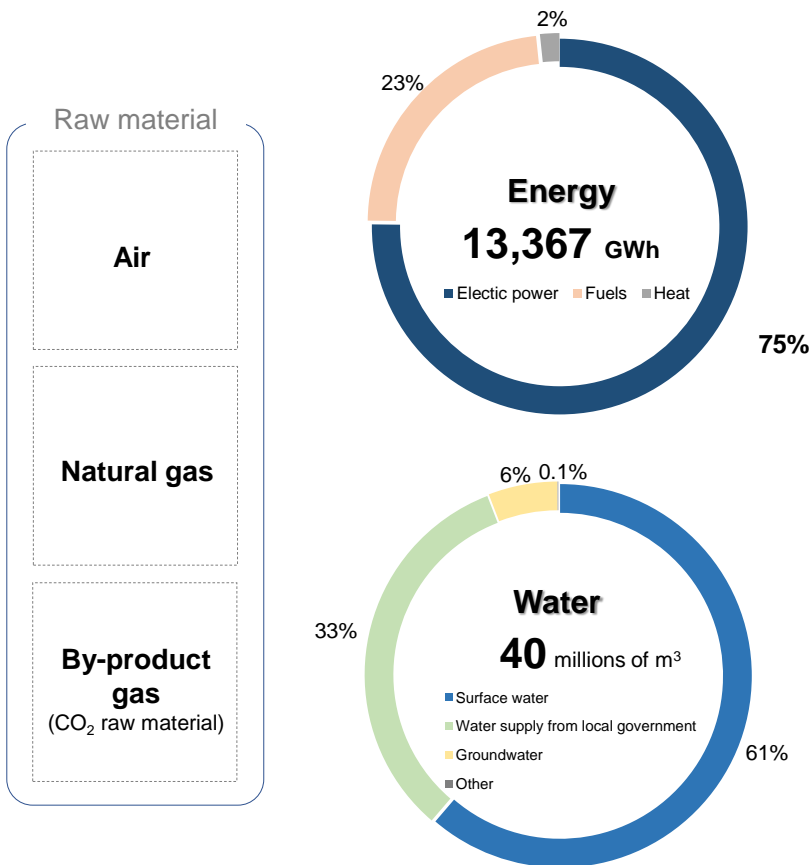 Raw material
Air
Natural gas
By-product
gas
(CO₂ raw material)
2%
23%
Energy
13,367 GWh
Electic power Fuels Heat
75%
6% 0.1%
33%
Water
40 millions of m³
Surface water
Water supply from local government
Groundwater
Other
61%